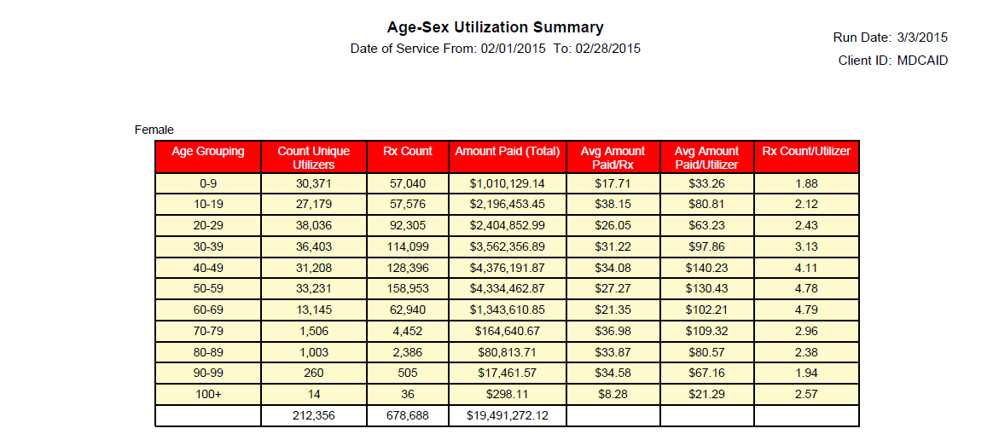 Age-Sex Utilization Summary
Date of Service From: 02/01/2015 To: 02/28/2015
Run Date: 3/3/2015
Client ID: MDCAID
Female
Age Grouping Count Unique Utilizers Rx Count Amount Paid (Total) Avg Amount Paid/Rx Avg Amount Paid/Utilizer Rx Count/Utilizer
0-9 30,371 57,040 $1,010,129.14 $17.71 $33.26 1.88
10-19 27,179 57,576 $2,196,453.45 $38.15 $80.81 2.12
20-29 38,036 92,305 $2,404,852.99 $26.05 $63.23 2.43
30-39 36,403 114,099 $3,562,356.89 $31.22 $97.86 3.13
40-49 31,208 128,396 $4,376,191.87 $34.08 $140.23 4.11
50-59 33,231 158,953 $4,334,462.87 $27.27 $130.43 4.78
60-69 13,145 62,940 $1,343,610.85 $21.35 $102.21 4.79
70-79 1,506 4,452 $164,640.67 $36.98 $109.32 2.96
80-89 1,003 2,386 $80,813.71 $33.87 $80.57 2.38
90-99 260 505 $17,461.57 $34.58 $67.16 1.94
100+ 14 36 $298.11 $8.28 $21.29 2.57
212,356 678,688 $19,491,272.12